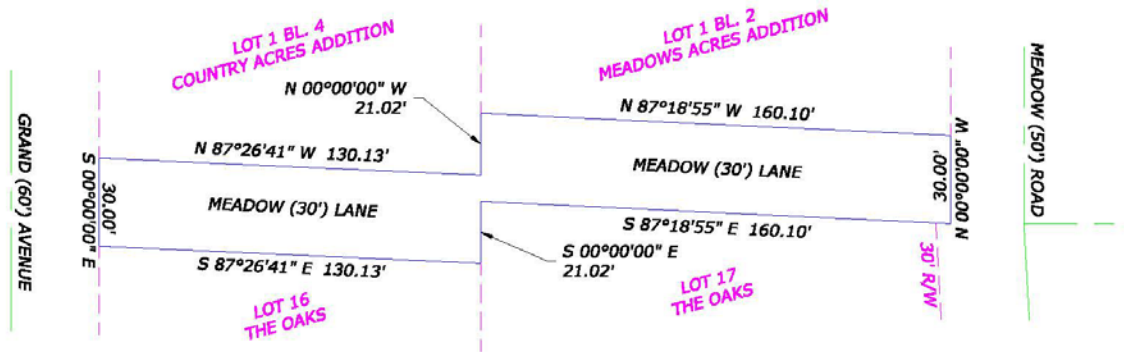 LOT 1 BL. 4
COUNTRY ACRES ADDITION
LOT 1 BL. 2
MEADOWS ACRES ADDITION
N 00°00'00" W
21.02'
N 87°18'55" W 160.10'
N 87°26'41" W 130.13'
MEADOW (30') LANE
MEADOW (30') LANE
GRAND (60') AVENUE
S 00°00'00" E
30.00'
N 00°00'00" W
30.00'
MEADOW (50') ROAD
S 87°18'55" E 160.10'
S 87°26'41" E 130.13'
S 00°00'00" E
21.02'
30' R/W
LOT 16
THE OAKS
LOT 17
THE OAKS